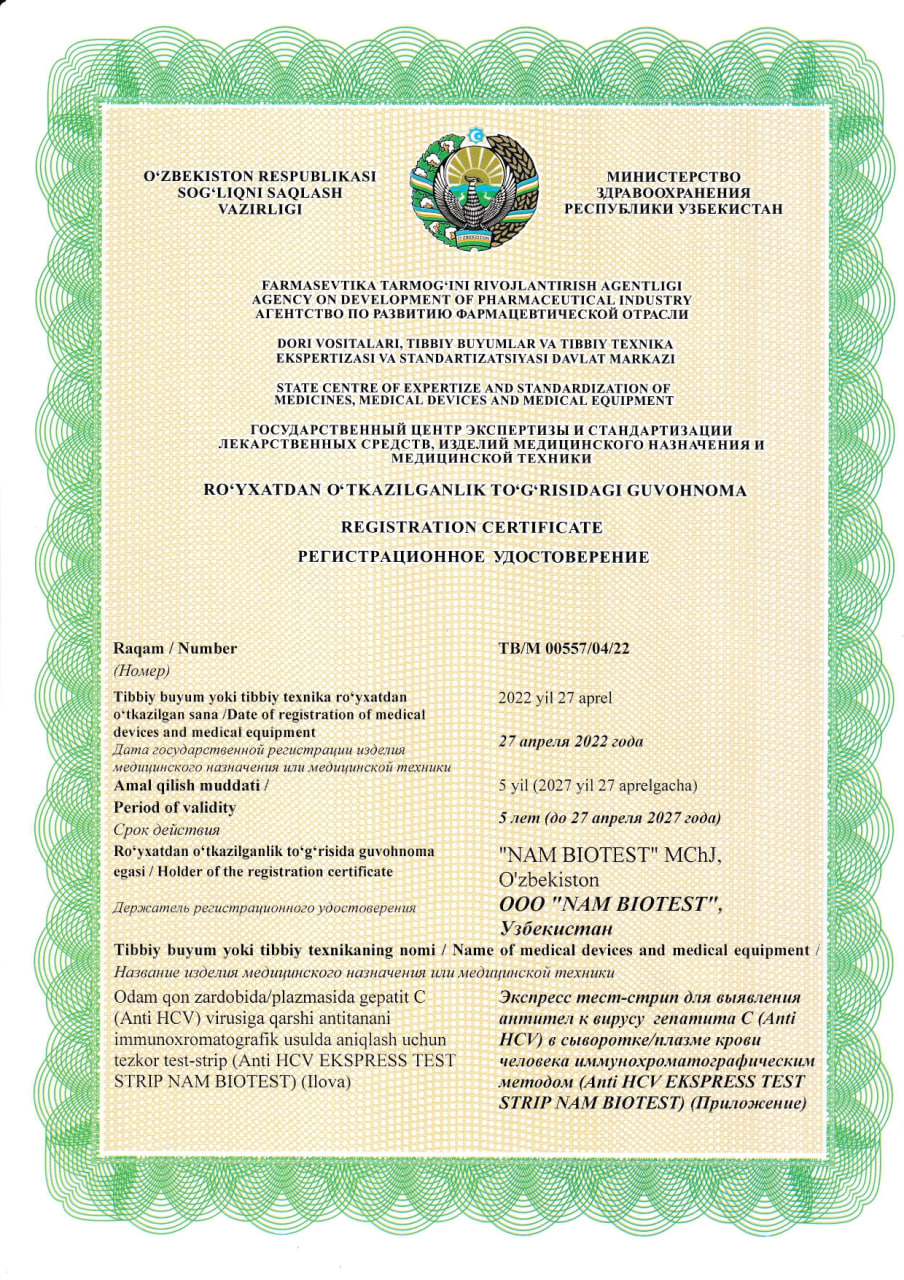 O‘ZBEKISTON RESPUBLIKASI
SOG‘LIQNI SAQLASH
VAZIRLIGI
МИНИСТЕРСТВО
ЗДРАВООХРАНЕНИЯ
РЕСПУБЛИКИ УЗБЕКИСТАН
O‘ZBEKISTON
FARMASEVTIKA TARMOG‘INI RIVOJLANTIRISH AGENTLIGI
AGENCY ON DEVELOPMENT OF PHARMACEUTICAL INDUSTRY
АГЕНТСТВО ПО РАЗВИТИЮ ФАРМАЦЕВТИЧЕСКОЙ ОТРАСЛИ
DORI VOSITALARI, TIBBIY BUYUMLAR VA TIBBIY TEXNIKA
EKSPERTIZASI VA STANDARTIZATSIYASI DAVLAT MARKAZI
STATE CENTRE OF EXPERTIZE AND STANDARDIZATION OF
MEDICINES, MEDICAL DEVICES AND MEDICAL EQUIPMENT
ГОСУДАРСТВЕННЫЙ ЦЕНТР ЭКСПЕРТИЗЫ И СТАНДАРТИЗАЦИИ
ЛЕКАРСТВЕННЫХ СРЕДСТВ, ИЗДЕЛИЙ МЕДИЦИНСКОГО НАЗНАЧЕНИЯ И
МЕДИЦИНСКОЙ ТЕХНИКИ
RO‘YXATDAN O‘TKAZILGANLIK TO‘G‘RISIDAGI GUVOHNOMA
REGISTRATION CERTIFICATE
РЕГИСТРАЦИОННОЕ УДОСТОВЕРЕНИЕ
Raqam / Number
(Номер)
TB/M 00557/04/22
Tibbiy buyum yoki tibbiy texnika ro‘yxatdan
o‘tkazilgan sana /Date of registration of medical
devices and medical equipment
Дата государственной регистрации изделия
медицинского назначения или медицинской техники
2022 yil 27 aprel
27 апреля 2022 года
Amal qilish muddati /
Period of validity
Срок действия
5 yil (2027 yil 27 aprelgacha)
5 лет (до 27 апреля 2027 года)
Ro‘yxatdan o‘tkazilganlik to‘g‘risida guvohnoma
egasi / Holder of the registration certificate
Держатель регистрационного удостоверения
"NAM BIOTEST" MChJ,
O'zbekiston
ООО "NAM BIOTEST",
Узбекистан
Tibbiy buyum yoki tibbiy texnikaning nomi / Name of medical devices and medical equipment /
Название изделия медицинского назначения или медицинской техники
Odam qon zardobida/plazmasida gepatit C
(Anti HCV) virusiga qarshi antitanani
immunoxromatografik usulda aniqlash uchun
tezkor test-strip (Anti HCV EKSPRESS TEST
STRIP NAM BIOTEST) (Ilova)
Экспресс тест-стрип для выявления
антител к вирусу гепатита С (Anti
HCV) в сыворотке/плазме крови
человека иммунохроматографическим
методом (Anti HCV EKSPRESS TEST
STRIP NAM BIOTEST) (Приложение)